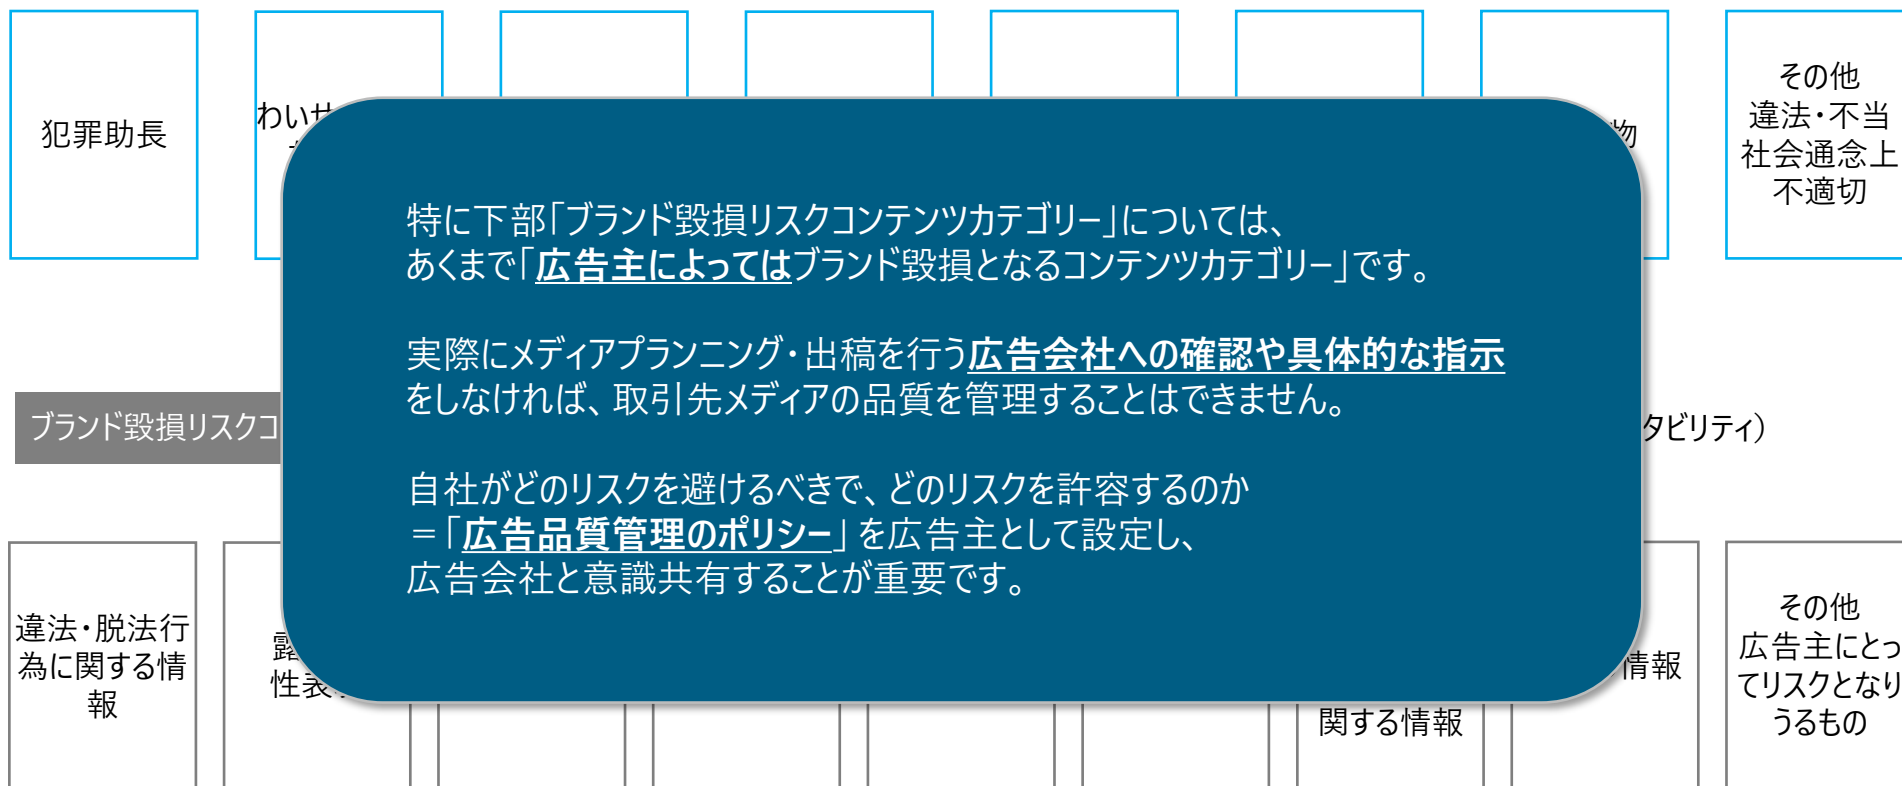 犯罪助長
わいせ
物
その他
違法・不当
社会通念上
不適切
特に下部「ブランド毀損リスクコンテンツカテゴリー」については、
あくまで「広告主によってはブランド毀損となるコンテンツカテゴリー」です。
実際にメディアプランニング・出稿を行う広告会社への確認や具体的な指示
をしなければ、取引先メディアの品質を管理することはできません。
自社がどのリスクを避けるべきで、どのリスクを許容するのか
＝「広告品質管理のポリシー」を広告主として設定し、
広告会社と意識共有することが重要です。
ブランド毀損リスクコ
タビリティ）
違法・脱法行
為に関する情
報
露
性表
関する情報
情報
その他
広告主にとっ
てリスクとなり
うるもの